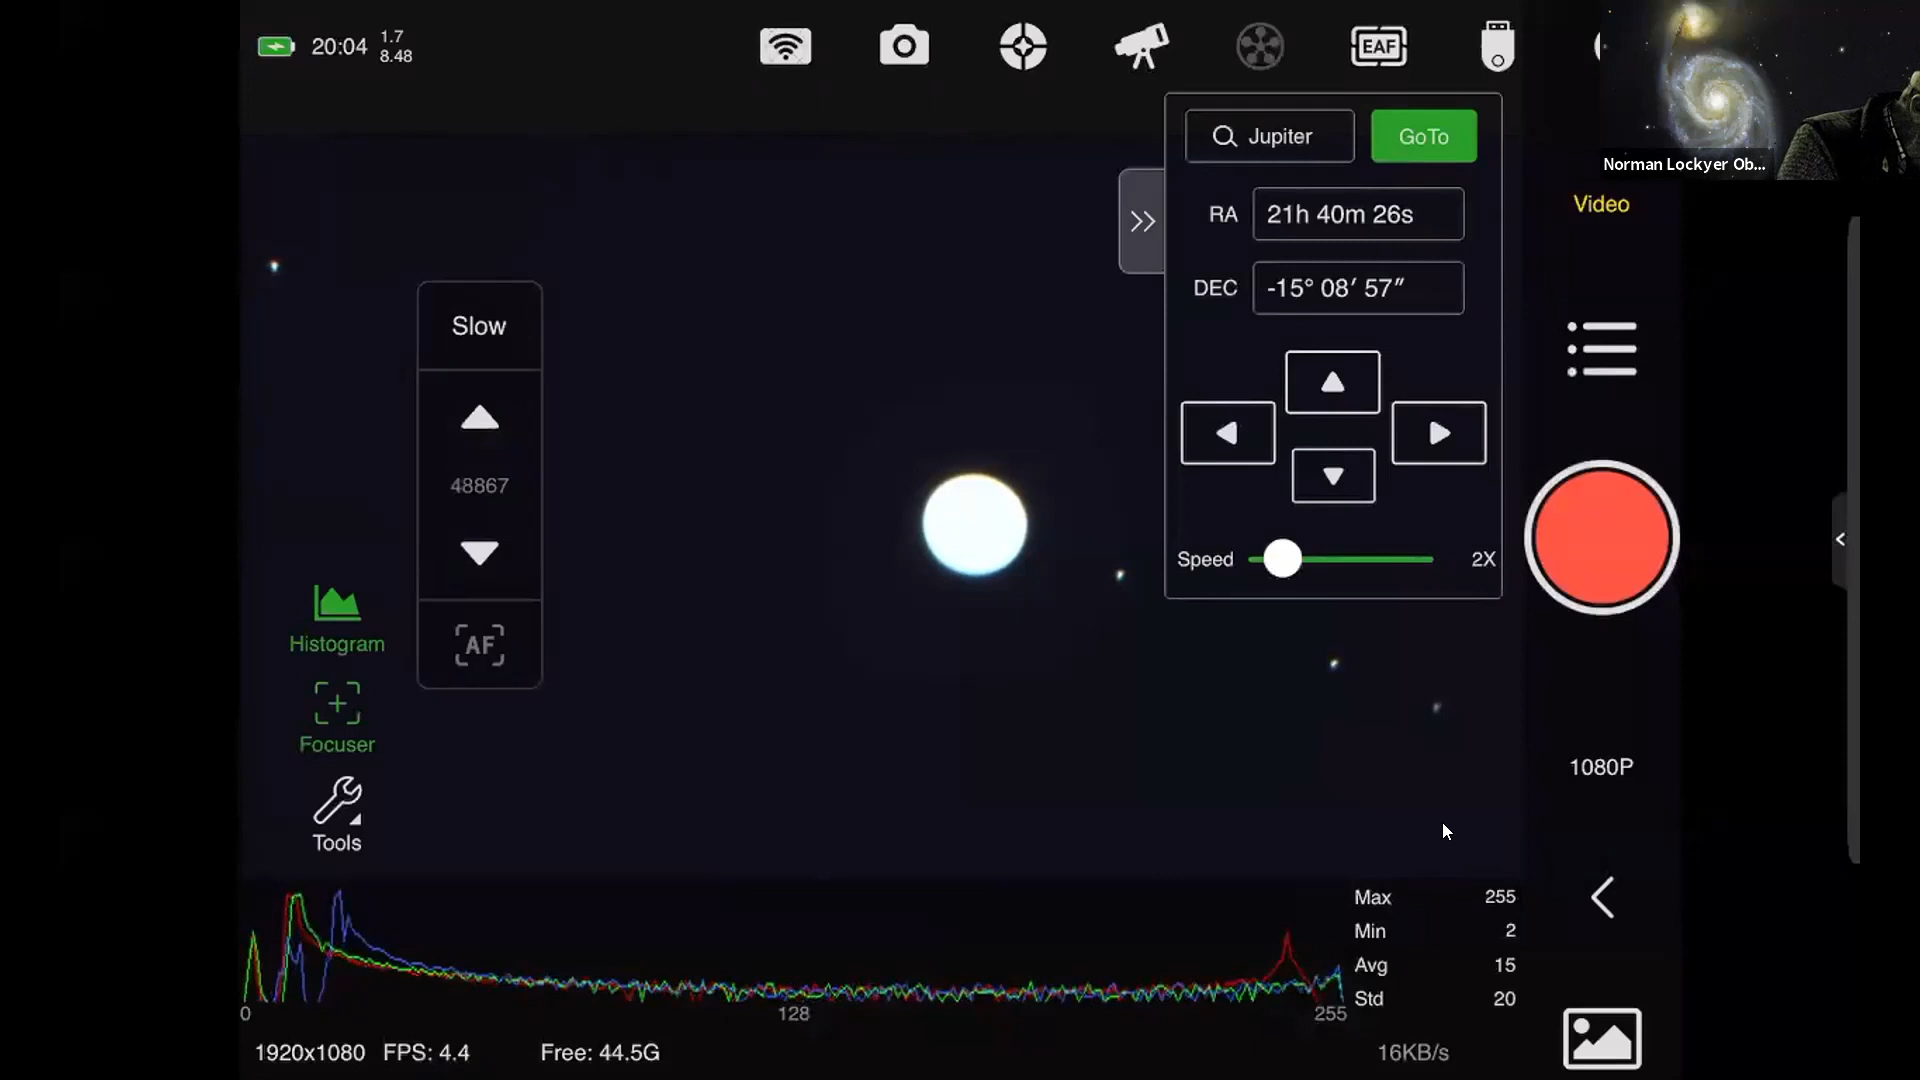 20:04
1.7
8.48
EAF
Jupiter
GoTo
Norman Lockyer Ob...
Video
RA 21h 40m 26s
DEC -15° 08′ 57″
Slow
48867
AF
Speed 2X
Histogram
Focuser
Tools
1080P
Max 255
Min 2
Avg 15
Std 20
0 128 255
1920x1080 FPS: 4.4 Free: 44.5G 16KB/s